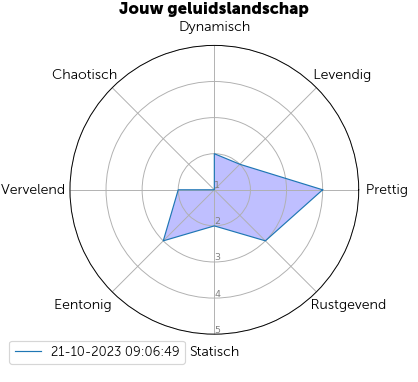 Jouw geluidslandschap
Dynamisch
Chaotisch
Levendig
Vervelend
1
Prettig
2
3
4
Eentonig
Rustgevend
5
21-10-2023 09:06:49
Statisch